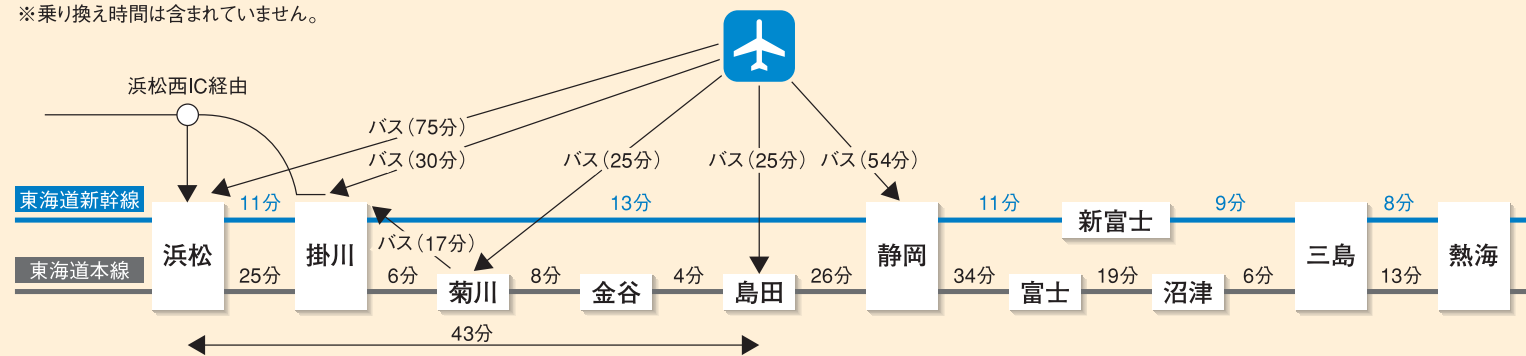 ※乗り換え時間は含まれていません。
浜松西IC経由
バス(75分)
バス(30分)
バス(25分)
バス(25分)
バス(54分)
東海道新幹線
11分
13分
11分
新富士
9分
8分
浜松
掛川
バス(17分)
静岡
三島
熱海
東海道本線
25分
6分
菊川
8分
金谷
4分
島田
26分
34分
富士
19分
沼津
6分
13分
43分